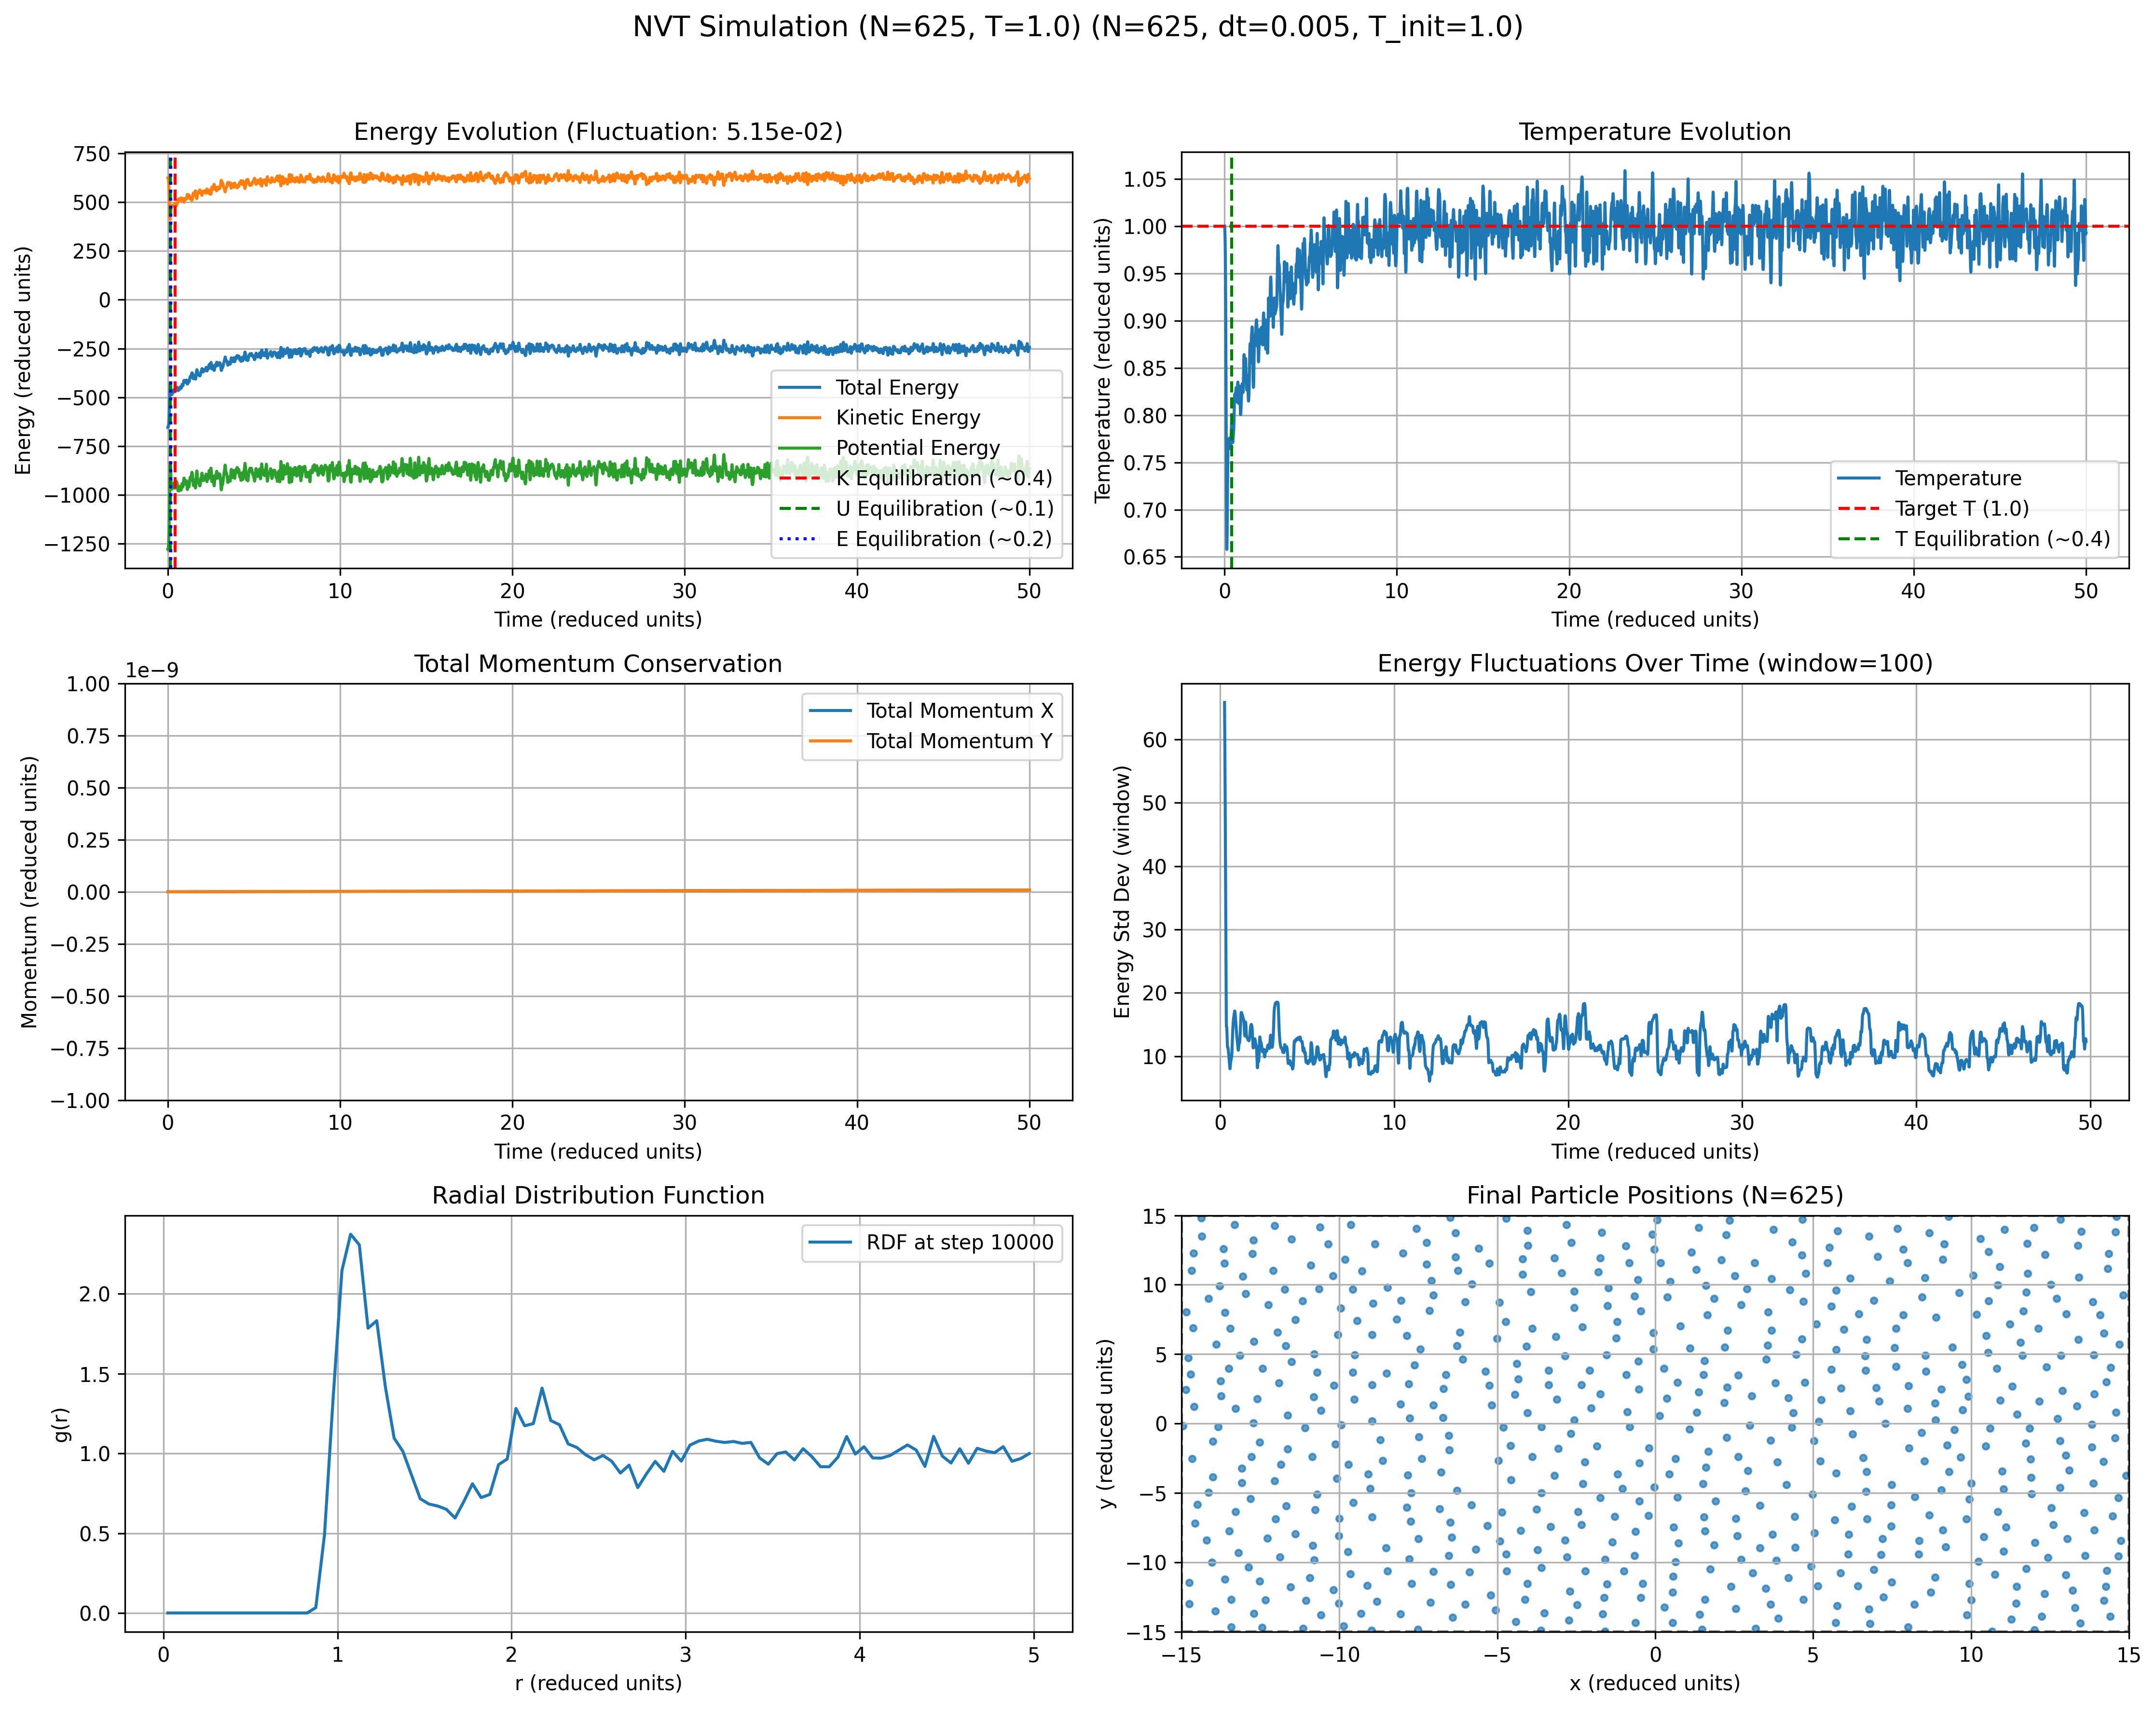 NVT Simulation (N=625, T=1.0) (N=625, dt=0.005, T_init=1.0)
Energy Evolution (Fluctuation: 5.15e-02)
Energy (reduced units)
750
500
250
0
−250
−500
−750
−1000
−1250
Total Energy
Kinetic Energy
Potential Energy
K Equilibration (~0.4)
U Equilibration (~0.1)
E Equilibration (~0.2)
0 10 20 30 40 50
Time (reduced units)
Temperature Evolution
Temperature (reduced units)
1.05
1.00
0.95
0.90
0.85
0.80
0.75
0.70
0.65
Temperature
Target T (1.0)
T Equilibration (~0.4)
0 10 20 30 40 50
Time (reduced units)
Total Momentum Conservation
1e−9
Momentum (reduced units)
1.00
0.75
0.50
0.25
0.00
−0.25
−0.50
−0.75
−1.00
Total Momentum X
Total Momentum Y
0 10 20 30 40 50
Time (reduced units)
Energy Fluctuations Over Time (window=100)
Energy Std Dev (window)
60
50
40
30
20
10
0 10 20 30 40 50
Time (reduced units)
Radial Distribution Function
g(r)
2.0
1.5
1.0
0.5
0.0
RDF at step 10000
0 1 2 3 4 5
r (reduced units)
Final Particle Positions (N=625)
y (reduced units)
15
10
5
0
−5
−10
−15
−15 −10 −5 0 5 10 15
x (reduced units)